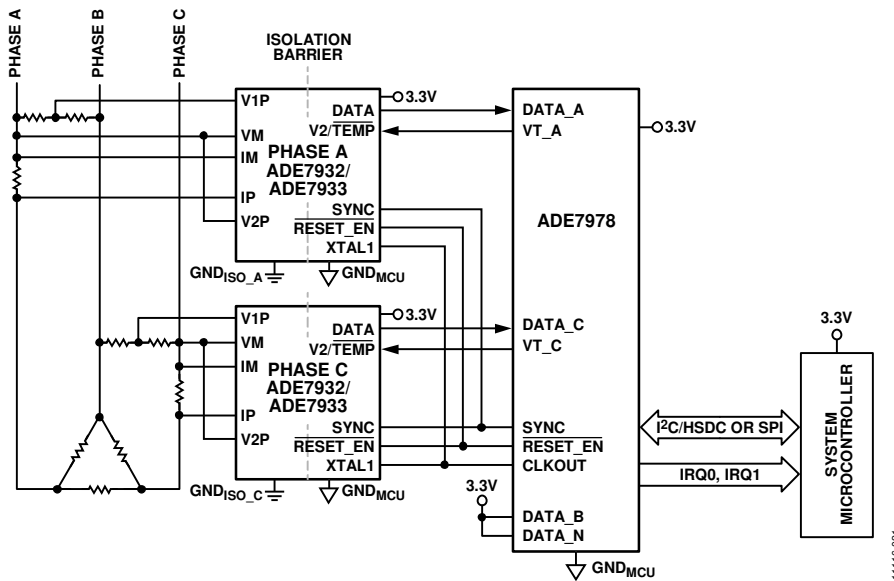 PHASE A
PHASE B
PHASE C
ISOLATION
BARRIER
V1P
VM
IM
IP
V2P
3.3V
DATA
V2/TEMP
PHASE A
ADE7932/
ADE7933
SYNC
RESET_EN
XTAL1
GNDISO_A
GNDMCU
V1P
VM
IM
IP
V2P
3.3V
DATA
V2/TEMP
PHASE C
ADE7932/
ADE7933
SYNC
RESET_EN
XTAL1
GNDISO_C
GNDMCU
DATA_A
VT_A
3.3V
ADE7978
DATA_C
VT_C
SYNC
RESET_EN
CLKOUT
3.3V
DATA_B
DATA_N
GNDMCU
I2C/HSDC OR SPI
IRQ0, IRQ1
3.3V
SYSTEM
MICROCONTROLLER